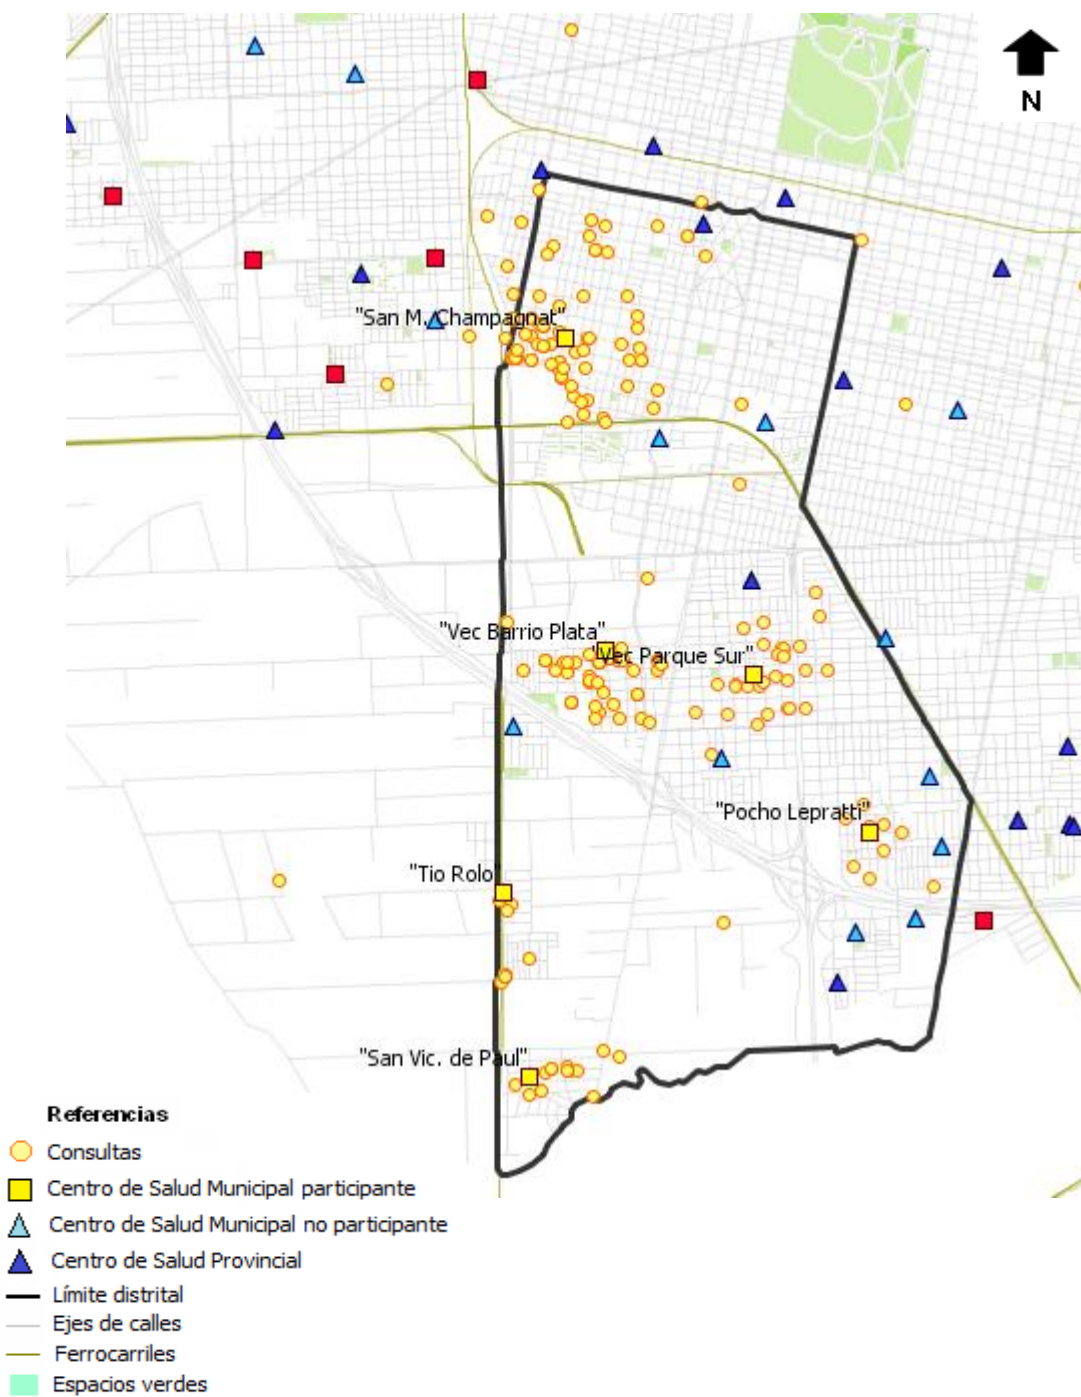 N
"San M. Champagnat"
"Vec Barrio Plata"
"Vec Parque Sur"
"Pocho Lepratti"
"Tio Rolo"
"San Vic. de Paul"
Referencias
Consultas
Centro de Salud Municipal participante
Centro de Salud Municipal no participante
Centro de Salud Provincial
Límite distrital
Ejes de calles
Ferrocarriles
Espacios verdes